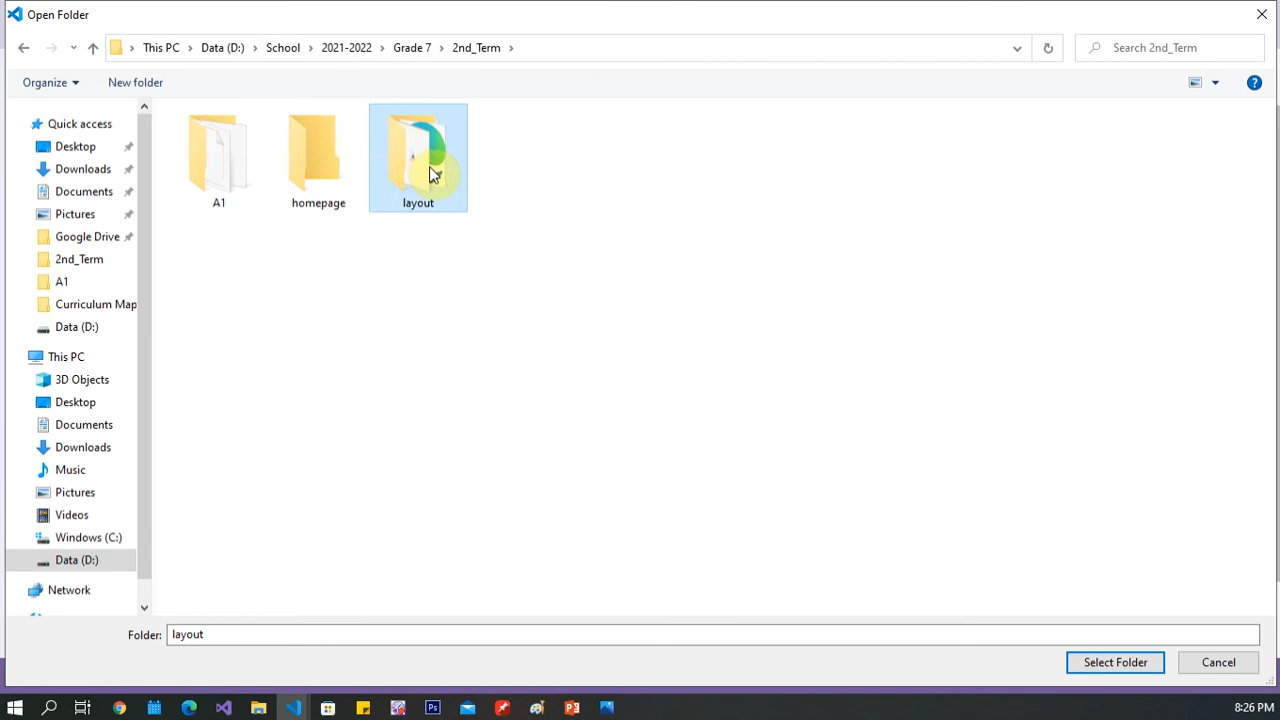 Open Folder
This PC
Data (D:)
School
2021-2022
Grade 7
2nd_Term
Search 2nd_Term
Organize
New folder
?
Quick access
Desktop
Downloads
Documents
Pictures
Google Drive
2nd_Term
A1
Curriculum Map
Data (D:)
This PC
3D Objects
Desktop
Documents
Downloads
Music
Pictures
Videos
Windows (C:)
Data (D:)
Network
A1
homepage
layout
Folder: layout
Select Folder
Cancel
Ps
8:26 PM